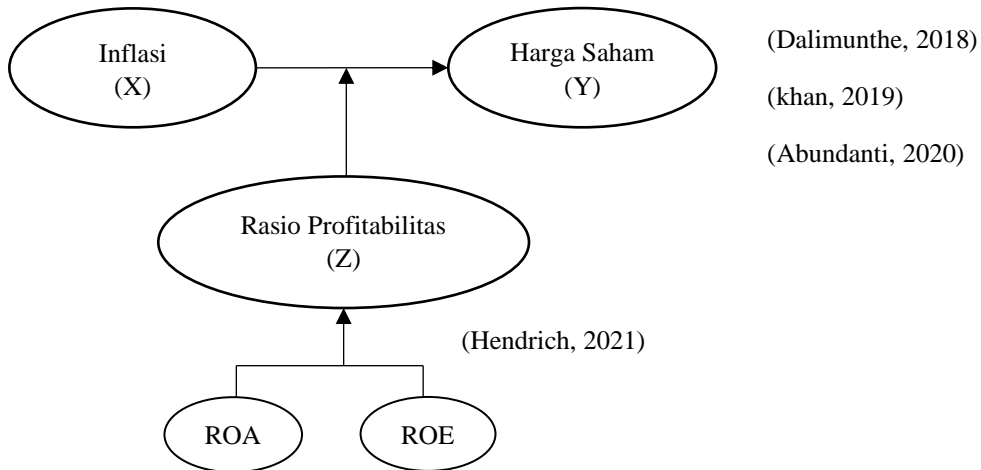 Inflasi
(X)
Harga Saham
(Y)
(Dalimunthe, 2018)
(khan, 2019)
(Abundanti, 2020)
Rasio Profitabilitas
(Z)
(Hendrich, 2021)
ROA
ROE